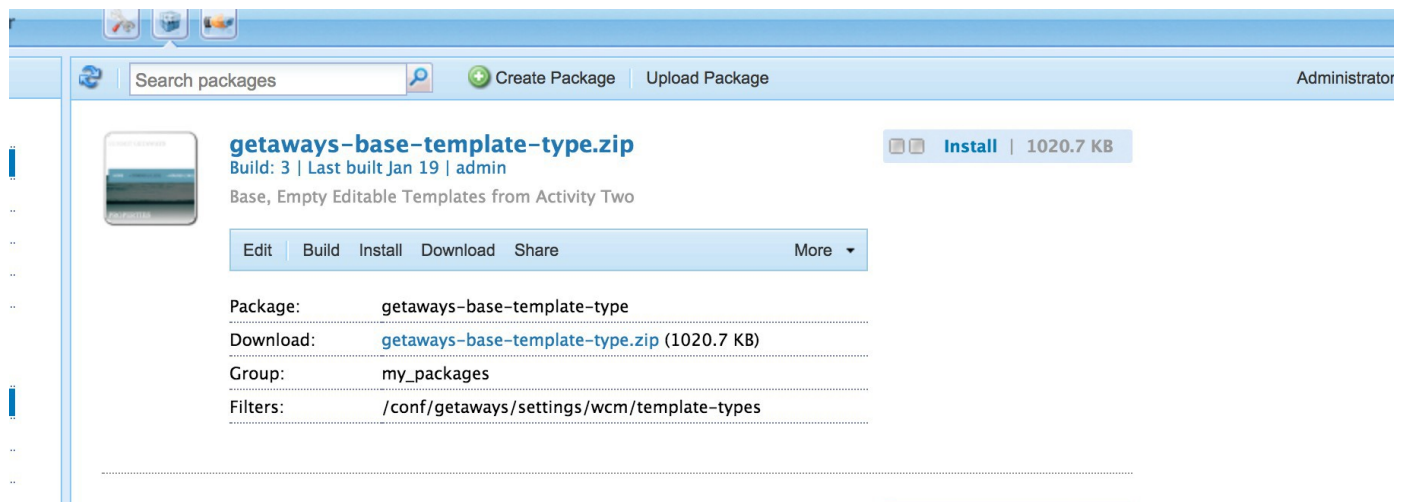 Search packages
Create Package
Upload Package
Administrator
getaways-base-template-type.zip
Install | 1020.7 KB
Build: 3 | Last built Jan 19 | admin
Base, Empty Editable Templates from Activity Two
Edit Build Install Download Share More
Package: getaways-base-template-type
Download: getaways-base-template-type.zip (1020.7 KB)
Group: my_packages
Filters: /conf/getaways/settings/wcm/template-types